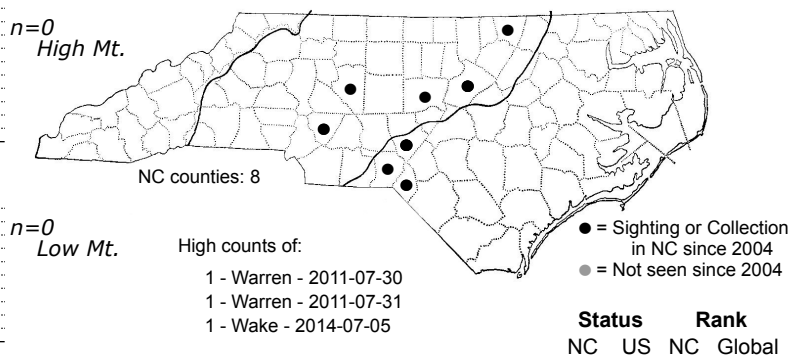 n=0
High Mt.
NC counties: 8
n=0
Low Mt.
High counts of:
1 - Warren - 2011-07-30
1 - Warren - 2011-07-31
1 - Wake - 2014-07-05
● = Sighting or Collection
in NC since 2004
● = Not seen since 2004
Status Rank
NC US NC Global